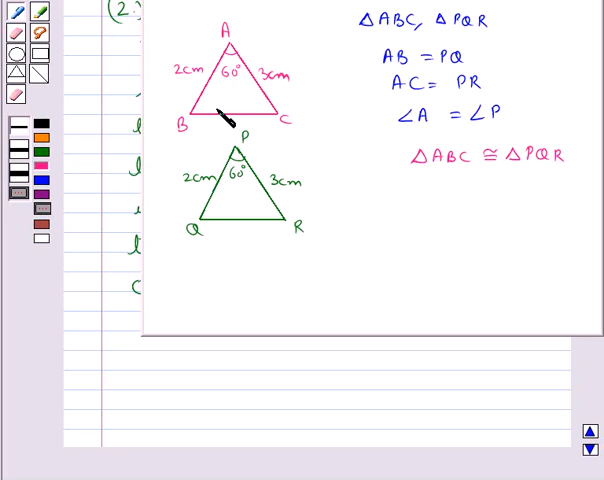 (2.)
△ABC, △PQR
A
AB = PQ
2cm 60° 3cm
AC = PR
B C
∠A = ∠P
P
△ABC ≅ △PQR
2cm 60° 3cm
Q R